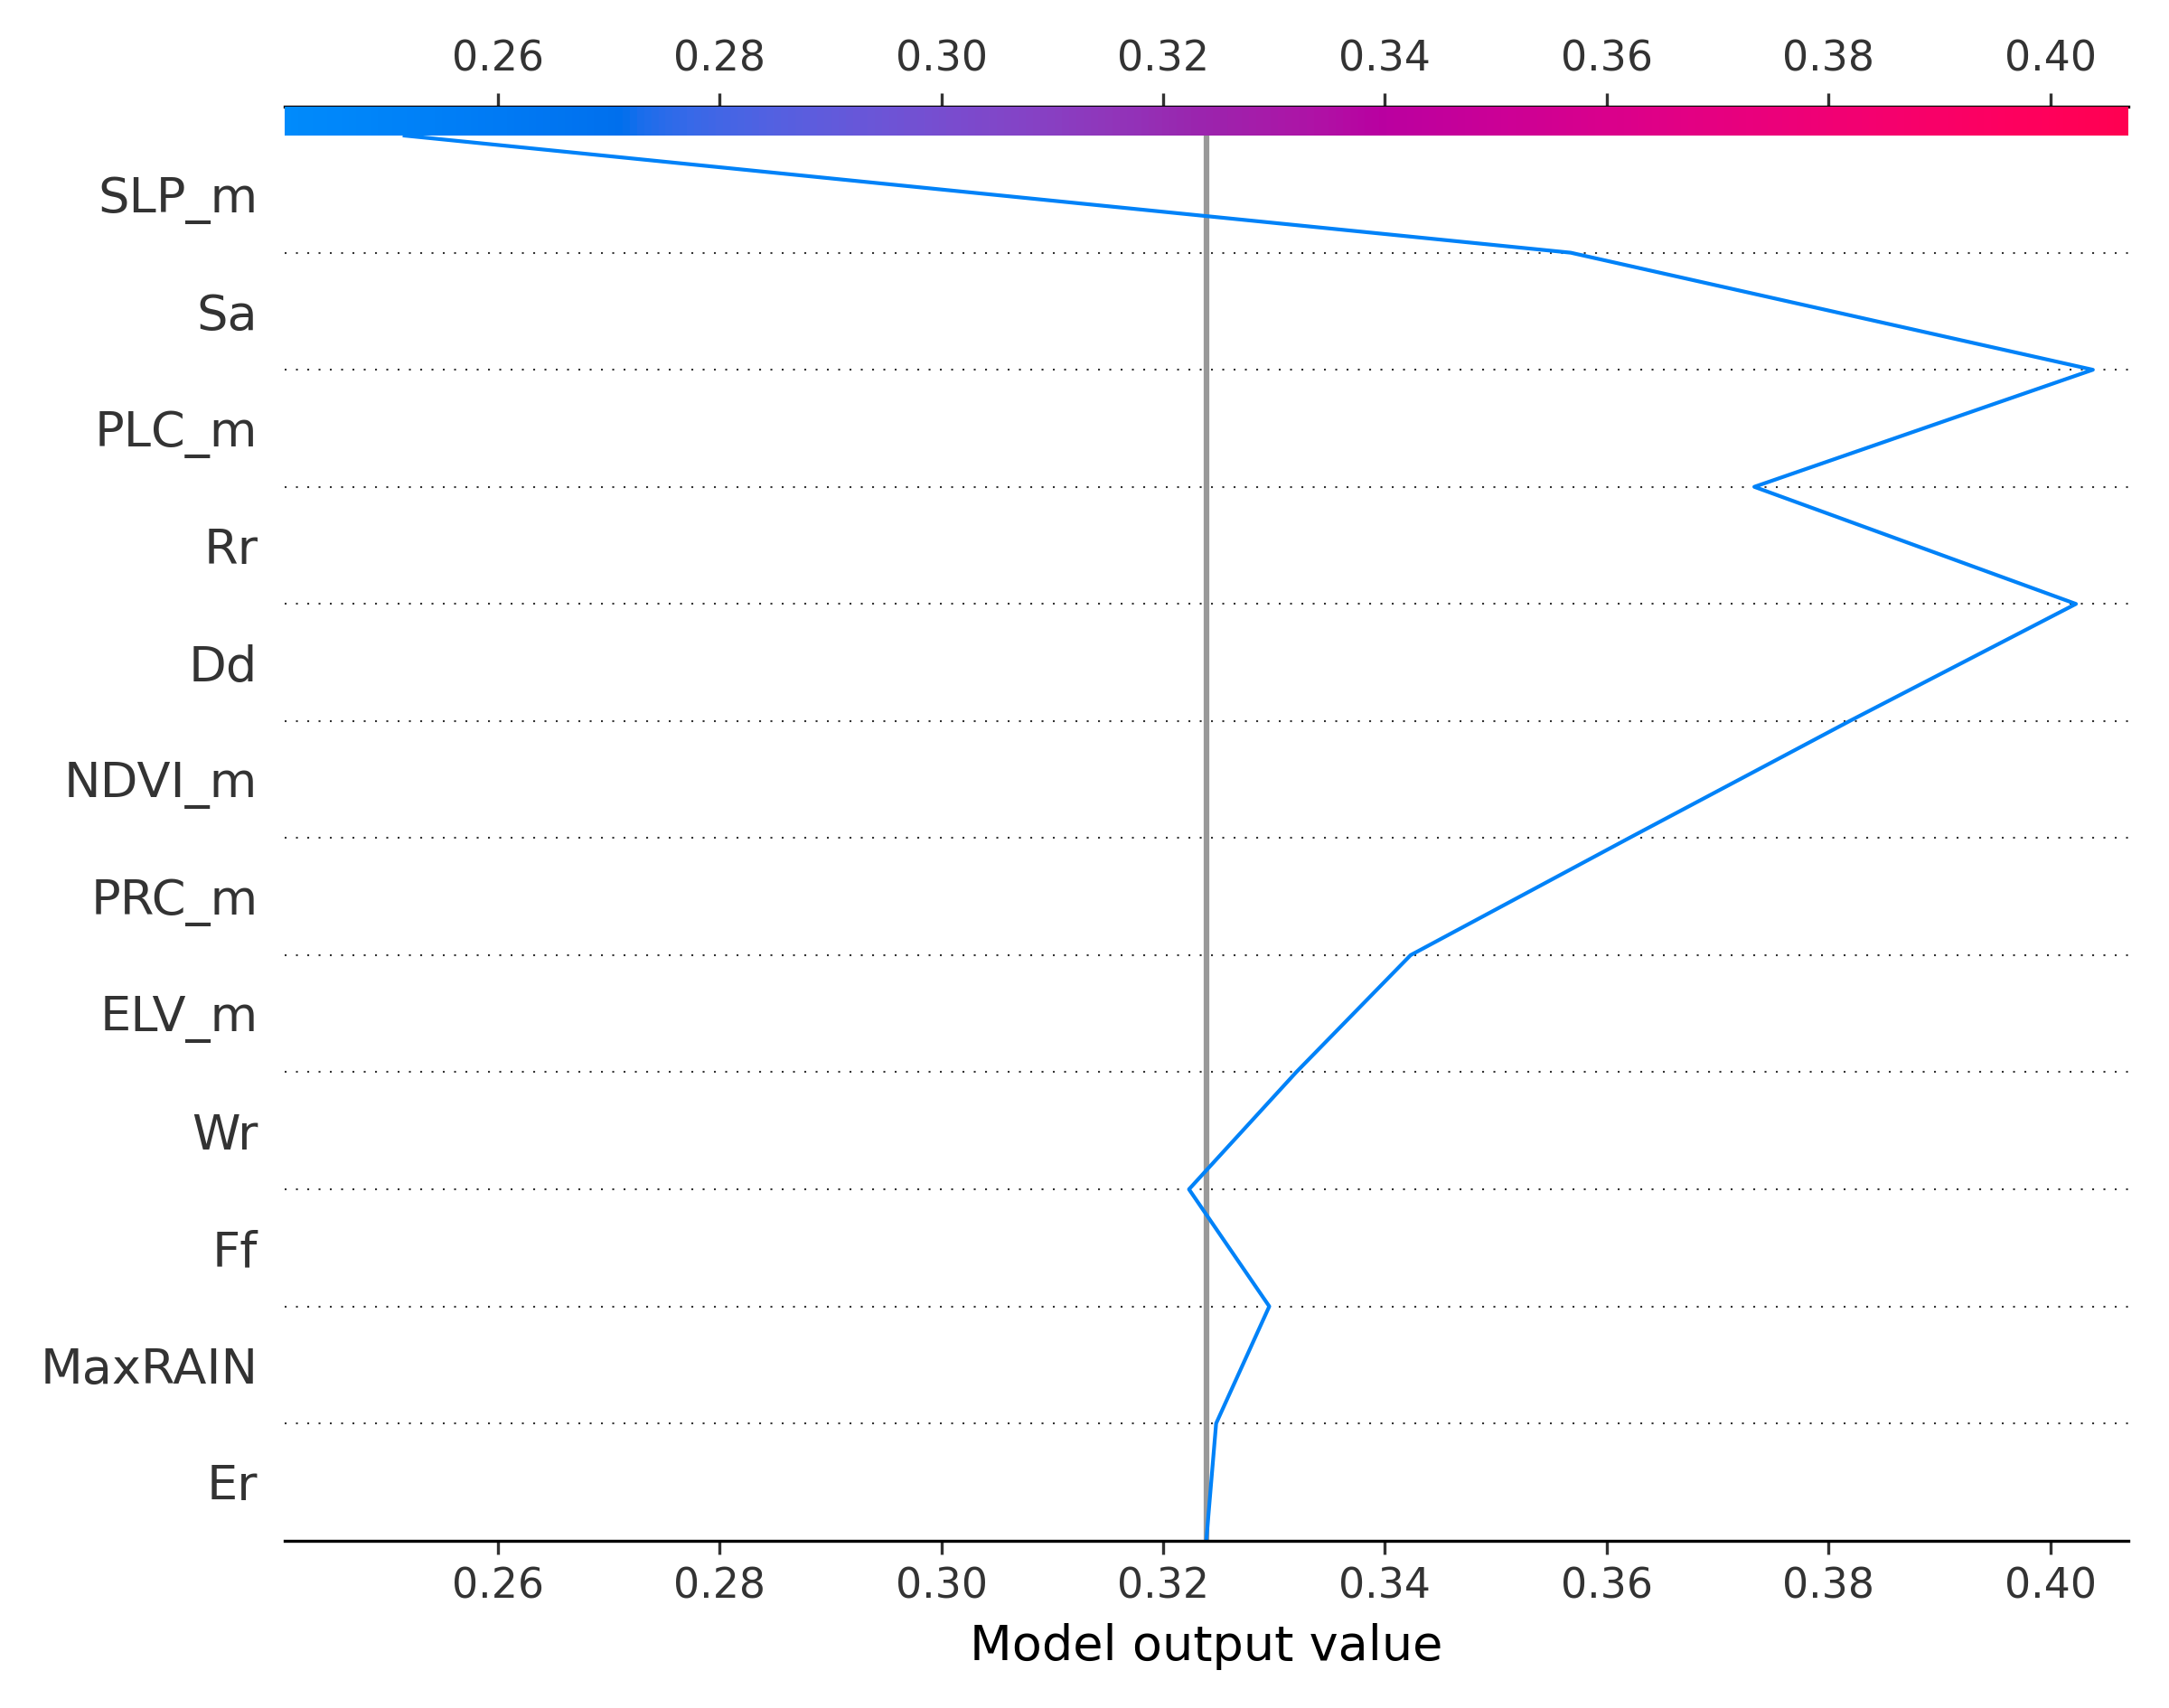 0.26 0.28 0.30 0.32 0.34 0.36 0.38 0.40
SLP_m
Sa
PLC_m
Rr
Dd
NDVI_m
PRC_m
ELV_m
Wr
Ff
MaxRAIN
Er
0.26 0.28 0.30 0.32 0.34 0.36 0.38 0.40
Model output value